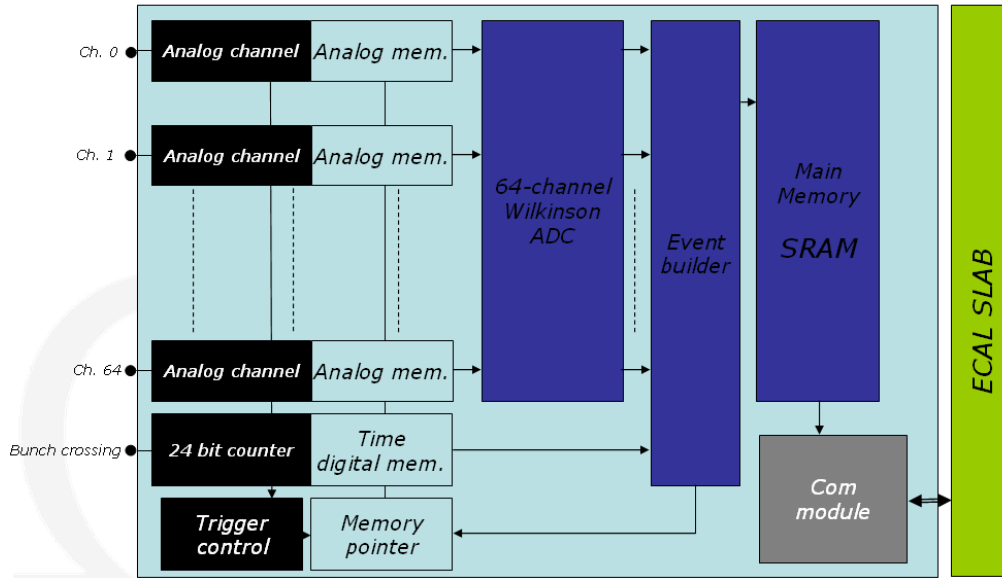 Ch. 0
Analog channel
Analog mem.
Ch. 1
Analog channel
Analog mem.
64-channel
Wilkinson
ADC
Event
builder
Main
Memory
SRAM
ECAL SLAB
Ch. 64
Analog channel
Analog mem.
Bunch crossing
24 bit counter
Time
digital mem.
Trigger
control
Memory
pointer
Com
module